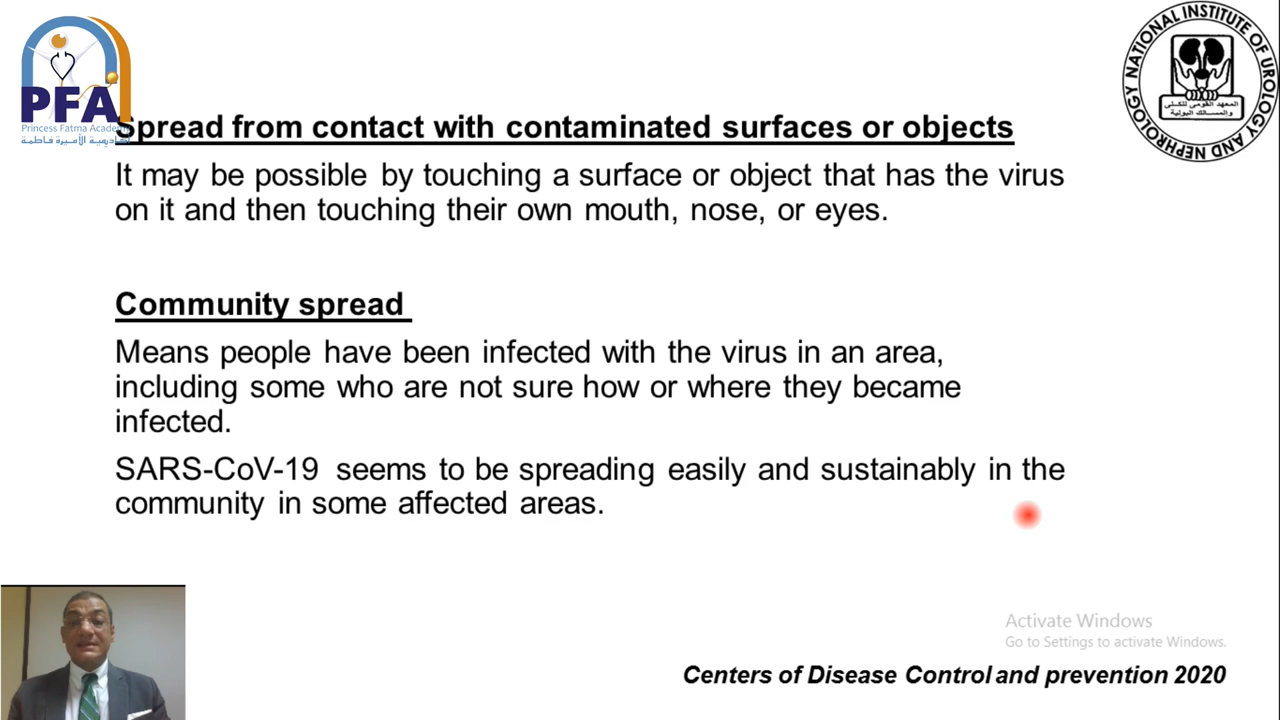 PFA
Princess Fatma Academy
أكاديمية الأميرة فاطمة
NATIONAL INSTITUTE OF UROLOGY AND NEPHROLOGY
المعهد القومى للكلى
والمسالك البولية
Spread from contact with contaminated surfaces or objects
It may be possible by touching a surface or object that has the virus
on it and then touching their own mouth, nose, or eyes.
Community spread
Means people have been infected with the virus in an area,
including some who are not sure how or where they became
infected.
SARS-CoV-19 seems to be spreading easily and sustainably in the
community in some affected areas.
Activate Windows
Go to Settings to activate Windows.
Centers of Disease Control and prevention 2020